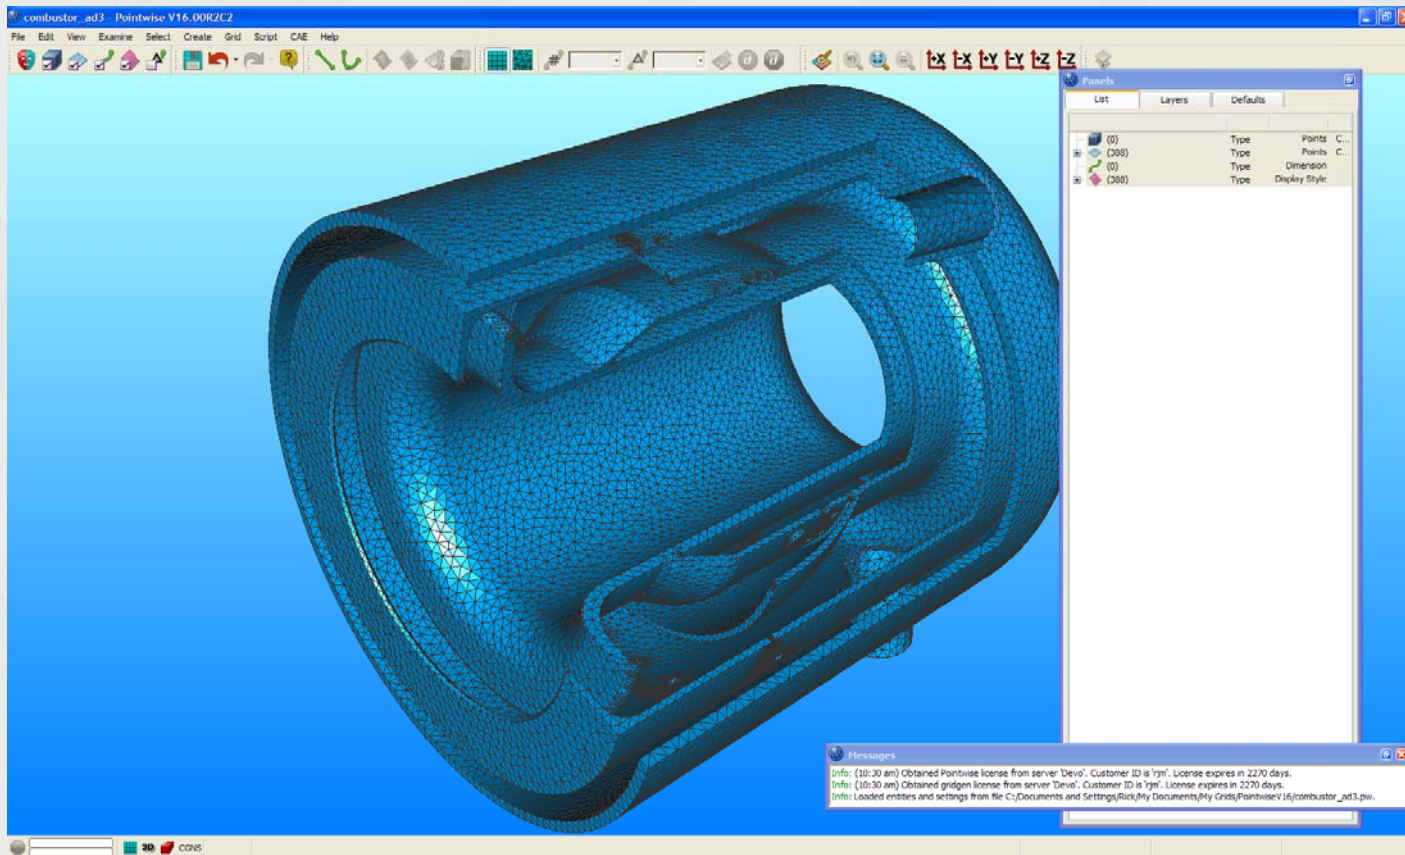 combustor_ad3 - Pointwise V16.00R2C2
File Edit View Examine Select Create Grid Script CAE Help
+X -X +Y -Y +Z -Z
Panels
List Layers Defaults
(0) Type Points C...
(388) Type Points C...
(0) Type Dimension
(388) Type Display Style
Messages
Info: (10:30 am) Obtained Pointwise license from server 'Devo'. Customer ID is 'rjm'. License expires in 2270 days.
Info: (10:30 am) Obtained gridgen license from server 'Devo'. Customer ID is 'rjm'. License expires in 2270 days.
Info: Loaded entities and settings from file C:/Documents and Settings/Rick/My Documents/My Grids/PointwiseV16/combustor_ad3.pw.
3D CGNS